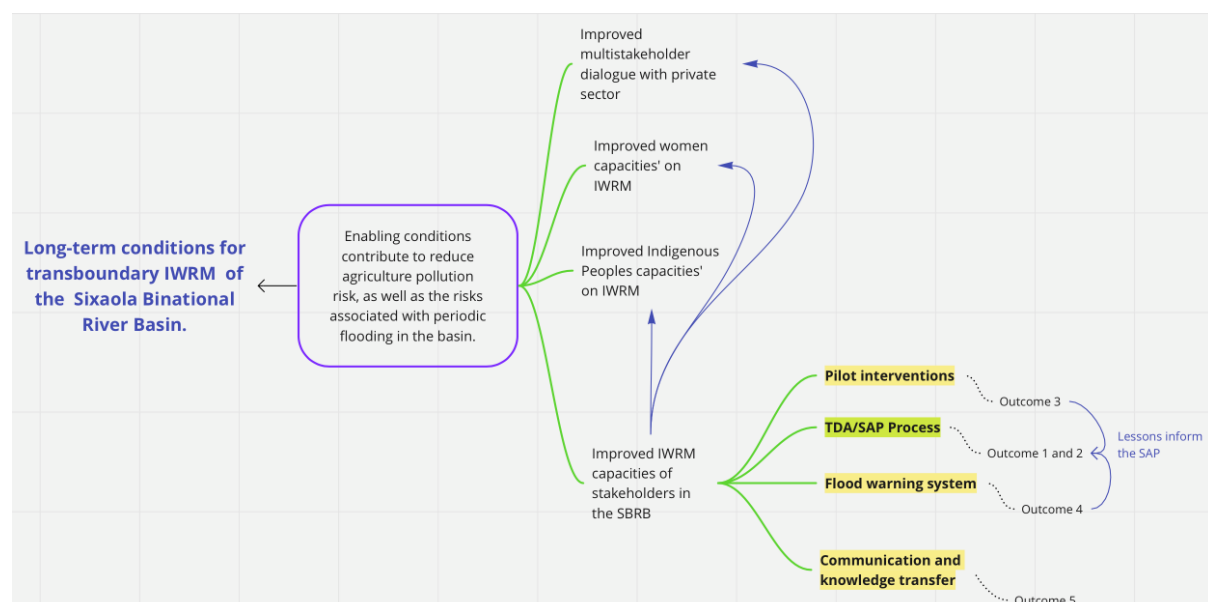 Improved
multistakeholder
dialogue with private
sector
Improved women
capacities' on
IWRM
Improved Indigenous
Peoples capacities'
on IWRM
Enabling conditions
contribute to reduce
agriculture pollution
risk, as well as the risks
associated with periodic
flooding in the basin.
Long-term conditions for
transboundary IWRM of
the Sixaola Binational
River Basin.
Improved IWRM
capacities of
stakeholders in
the SBRB
Pilot interventions
Outcome 3
TDA/SAP Process
Outcome 1 and 2
Lessons inform
the SAP
Flood warning system
Outcome 4
Communication and
knowledge transfer
Outcome 5